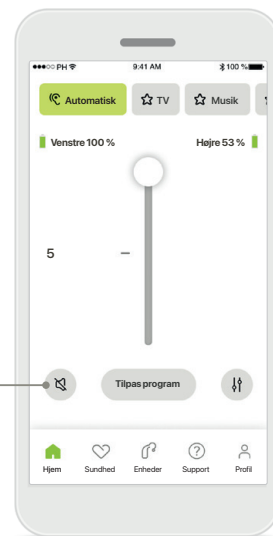 PH 9:41 AM 100 %
Automatisk TV Musik
Venstre 100 % Højre 53 %
5
Tilpas program
Hjem Sundhed Enheder Support Profil